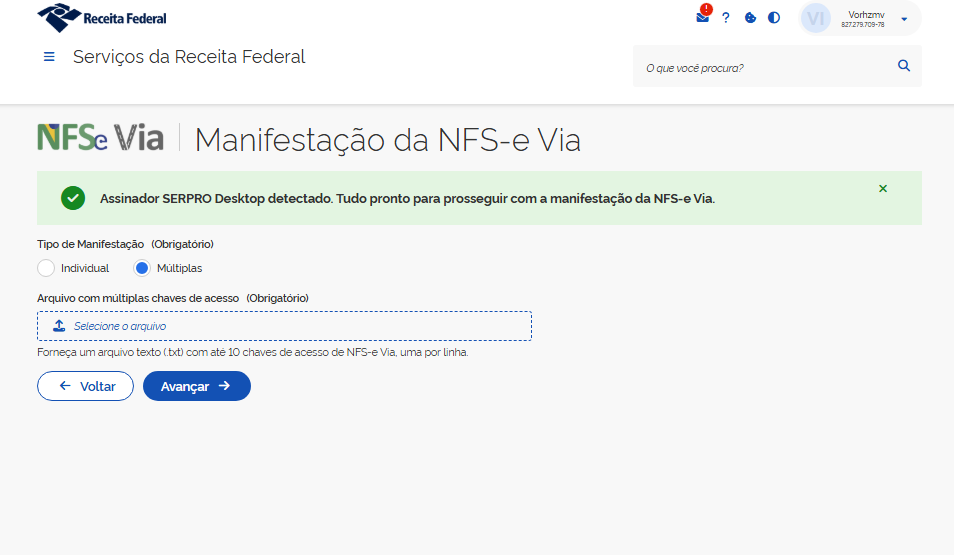 Receita Federal
!
?
VI
Vorhzmv
827.279.709-78
Serviços da Receita Federal
O que você procura?
NFSe Via
Manifestação da NFS-e Via
Assinador SERPRO Desktop detectado. Tudo pronto para prosseguir com a manifestação da NFS-e Via.
Tipo de Manifestação (Obrigatório)
Individual
Múltiplas
Arquivo com múltiplas chaves de acesso (Obrigatório)
Selecione o arquivo
Forneça um arquivo texto (.txt) com até 10 chaves de acesso de NFS-e Via, uma por linha.
Voltar
Avançar